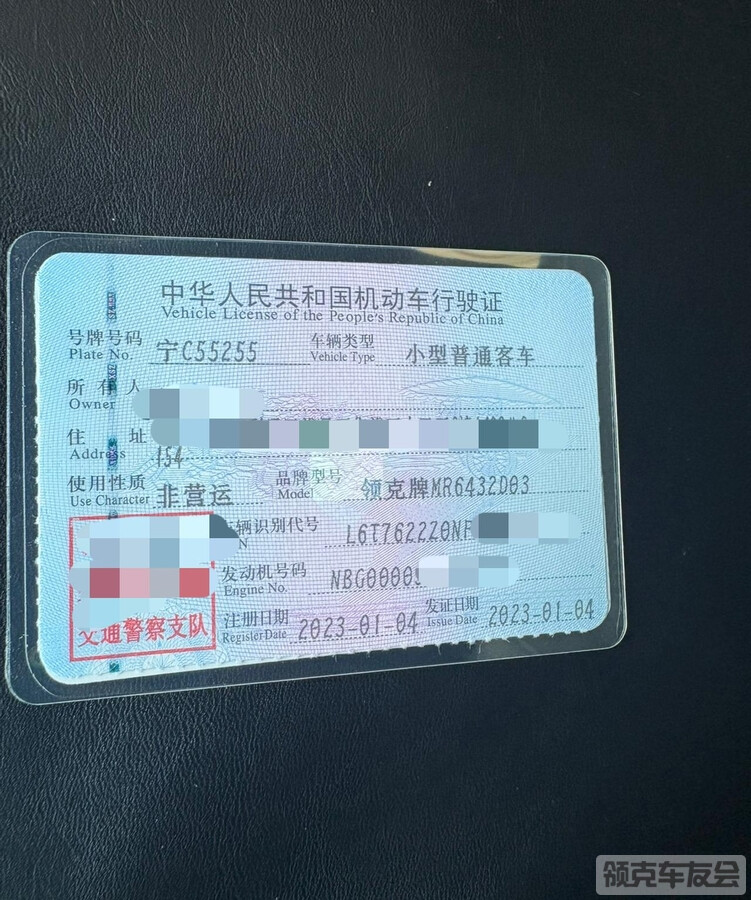 中华人民共和国机动车行驶证
Vehicle License of the People's Republic of China
号牌号码 宁C55255 车辆类型 小型普通客车
Plate No. Vehicle Type
所有人
Owner
住址
Address
154
使用性质 非营运 品牌型号 领克牌MR6432D03
Use Character Model
车辆识别代号 L6T7622Z0NF
N
发动机号码 NBG0000
Engine No.
交通警察支队
注册日期 2023-01-04 发证日期 2023-01-04
Register Date Issue Date
领克车友会